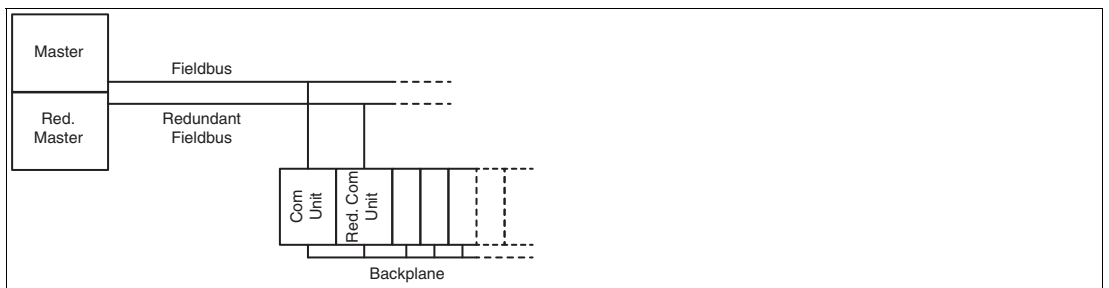 Master
Fieldbus
Red.
Master
Redundant
Fieldbus
Com
Unit
Red. Com
Unit
Backplane